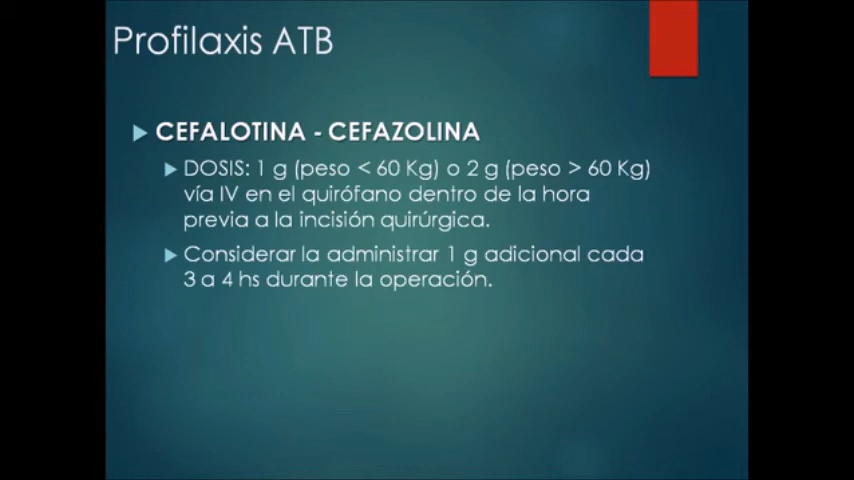 Profilaxis ATB
CEFALOTINA - CEFAZOLINA
DOSIS: 1 g (peso < 60 Kg) o 2 g (peso > 60 Kg)
vía IV en el quirófano dentro de la hora
previa a la incisión quirúrgica.
Considerar la administrar 1 g adicional cada
3 a 4 hs durante la operación.